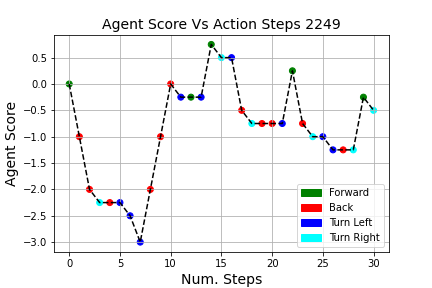 Agent Score Vs Action Steps 2249
Agent Score
0.5
0.0
−0.5
−1.0
−1.5
−2.0
−2.5
−3.0
Forward
Back
Turn Left
Turn Right
0 5 10 15 20 25 30
Num. Steps